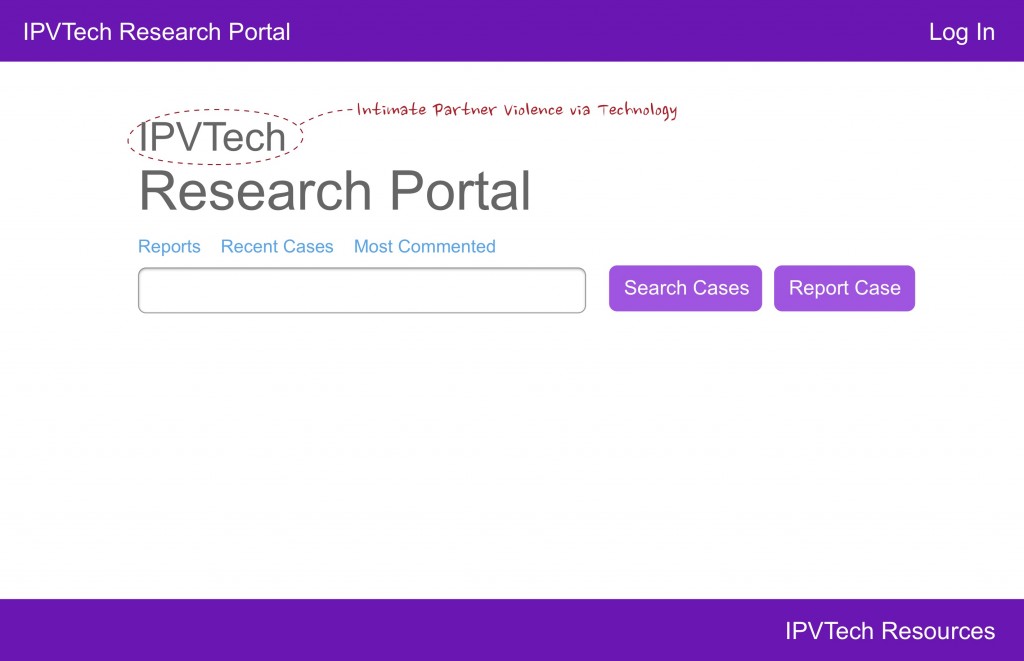 IPVTech Research Portal
Log In
Intimate Partner Violence via Technology
IPVTech
Research Portal
Reports
Recent Cases
Most Commented
Search Cases
Report Case
IPVTech Resources